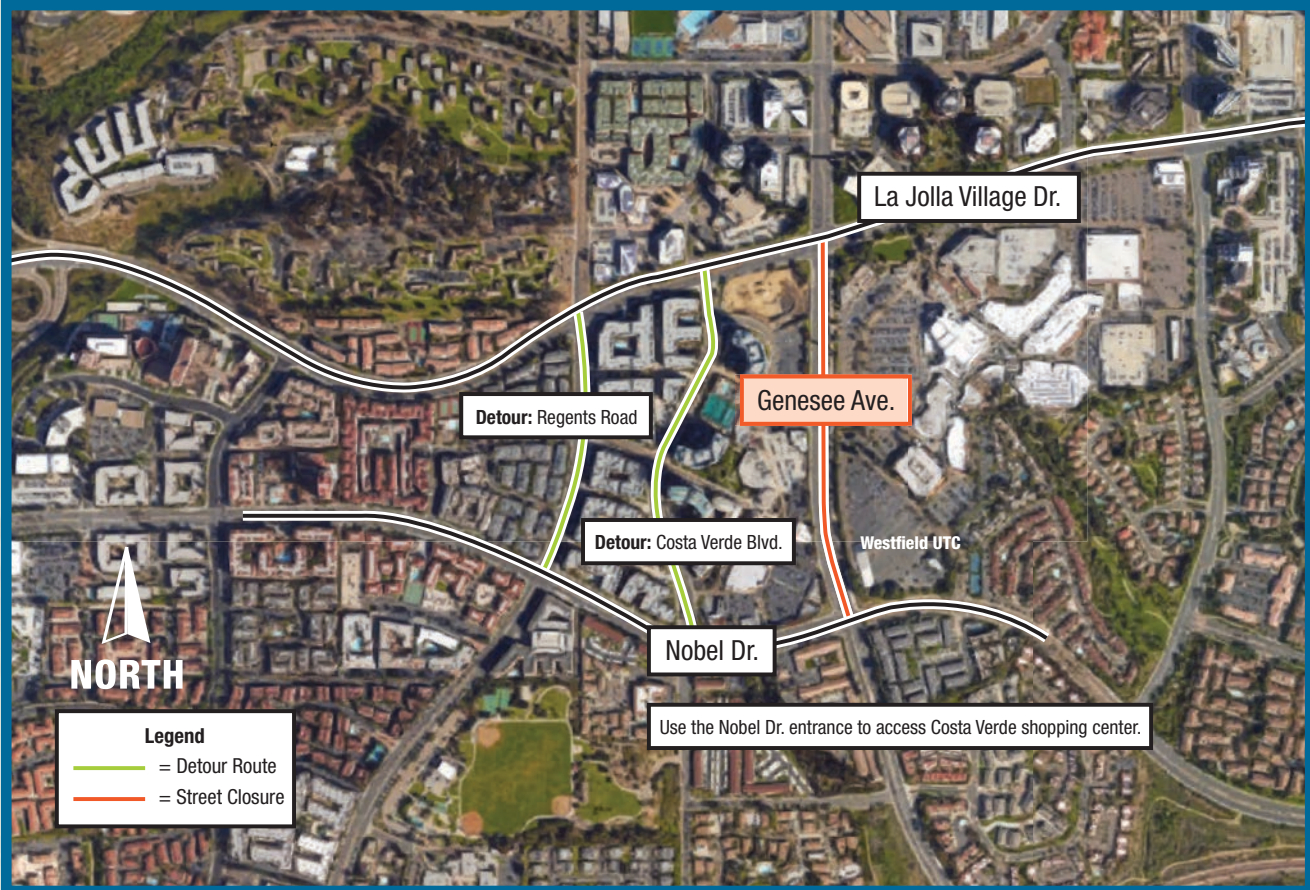 La Jolla Village Dr.
Genesee Ave.
Detour: Regents Road
Detour: Costa Verde Blvd.
Westfield UTC
Nobel Dr.
NORTH
Use the Nobel Dr. entrance to access Costa Verde shopping center.
Legend
= Detour Route
= Street Closure